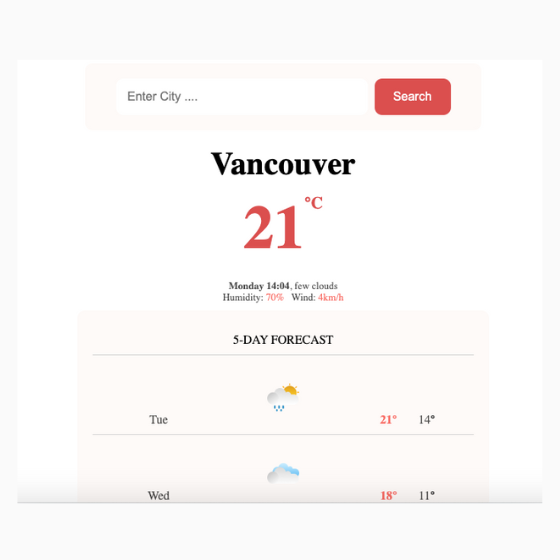 Enter City .... Search
Vancouver
21 °C
Monday 14:04, few clouds
Humidity: 70% Wind: 4km/h
5-DAY FORECAST
Tue 21° 14°
Wed 18° 11°